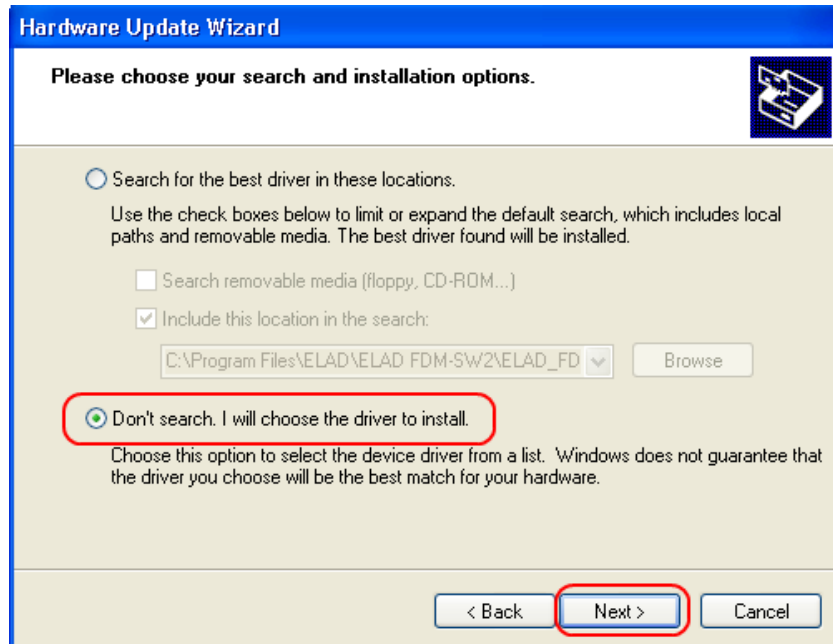 Hardware Update Wizard
Please choose your search and installation options.
Search for the best driver in these locations.
Use the check boxes below to limit or expand the default search, which includes local
paths and removable media. The best driver found will be installed.
Search removable media (floppy, CD-ROM...)
Include this location in the search:
C:\Program Files\ELAD\ELAD FDM-SW2\ELAD_FD
Browse
Don't search. I will choose the driver to install.
Choose this option to select the device driver from a list. Windows does not guarantee that
the driver you choose will be the best match for your hardware.
< Back Next > Cancel